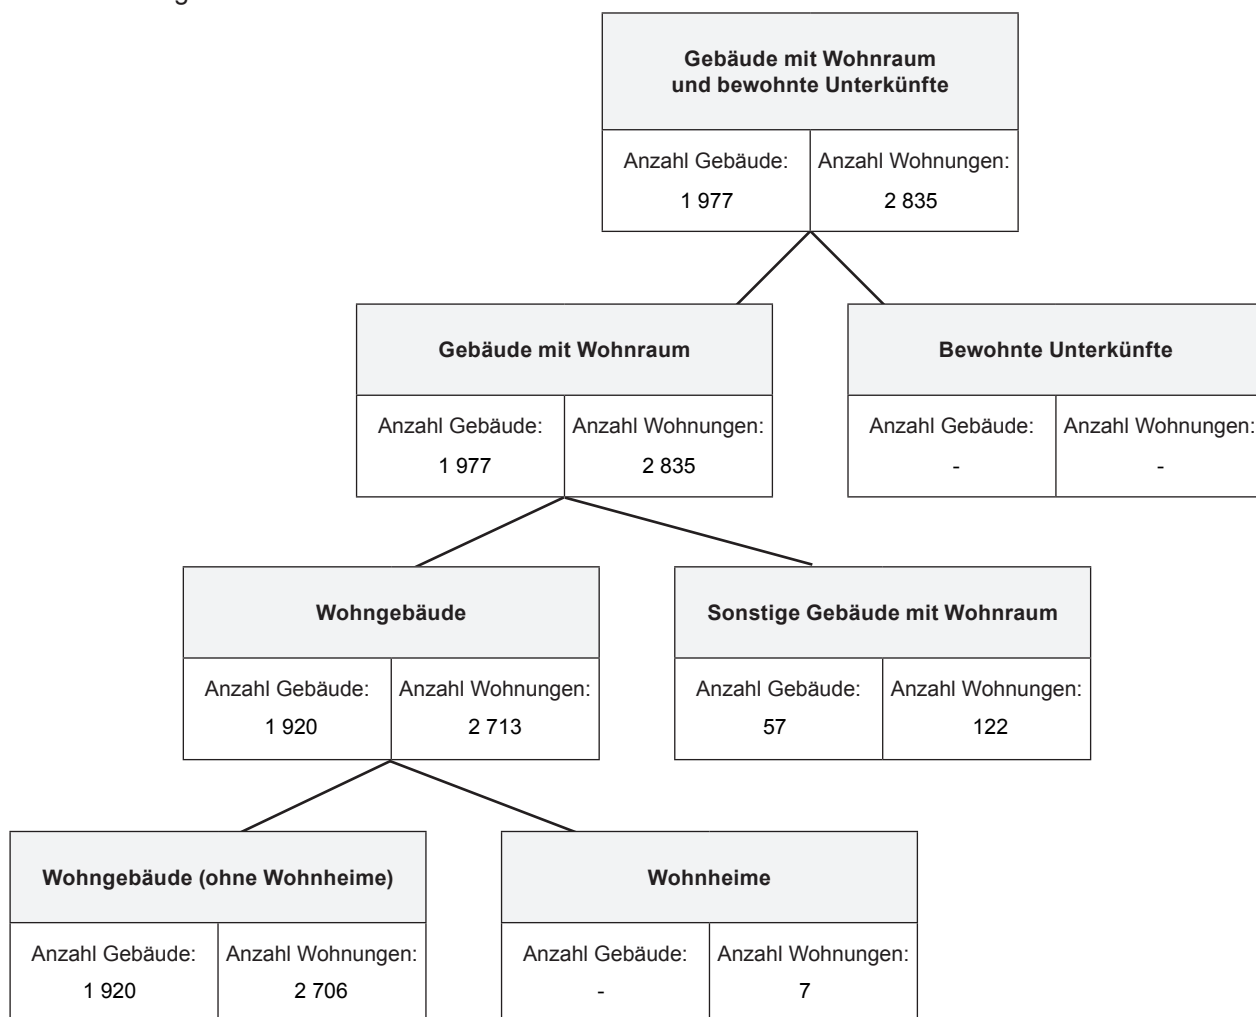 Gebäude mit Wohnraum
und bewohnte Unterkünfte
Anzahl Gebäude:
1 977
Anzahl Wohnungen:
2 835
Gebäude mit Wohnraum
Anzahl Gebäude:
1 977
Anzahl Wohnungen:
2 835
Bewohnte Unterkünfte
Anzahl Gebäude:
-
Anzahl Wohnungen:
-
Wohngebäude
Anzahl Gebäude:
1 920
Anzahl Wohnungen:
2 713
Sonstige Gebäude mit Wohnraum
Anzahl Gebäude:
57
Anzahl Wohnungen:
122
Wohngebäude (ohne Wohnheime)
Anzahl Gebäude:
1 920
Anzahl Wohnungen:
2 706
Wohnheime
Anzahl Gebäude:
-
Anzahl Wohnungen:
7